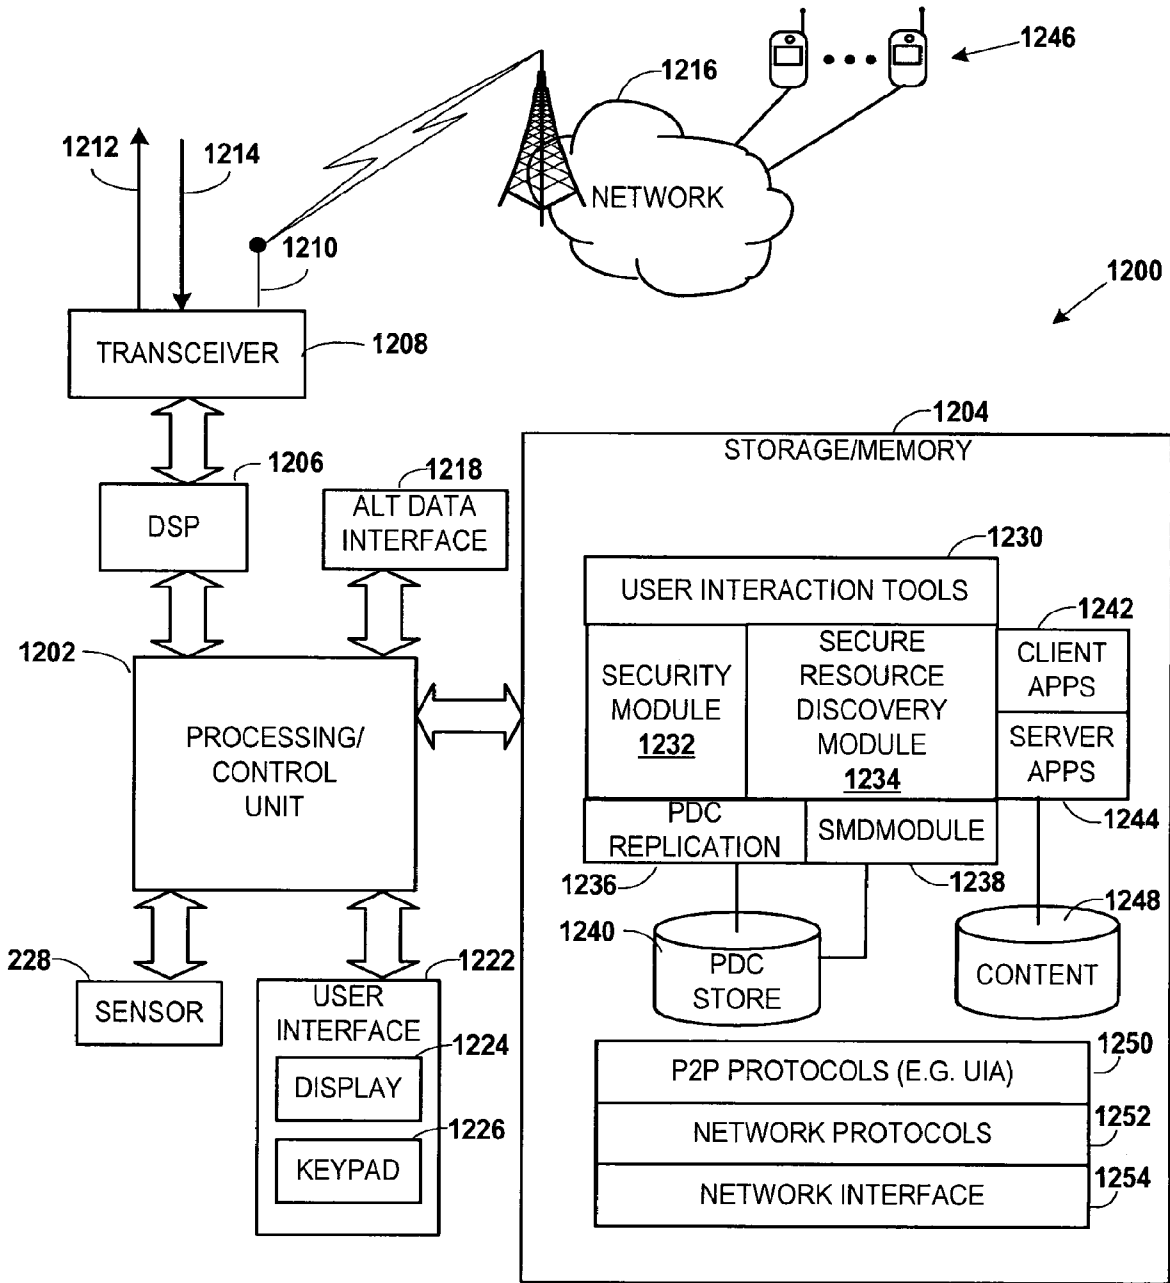 1246
1216
1212
1214
NETWORK
1210
1200
TRANSCEIVER
1208
1204
STORAGE/MEMORY
1206
1218
DSP
ALT DATA
INTERFACE
1230
USER INTERACTION TOOLS
1242
1202
SECURITY
MODULE
1232
SECURE
RESOURCE
DISCOVERY
MODULE
1234
CLIENT
APPS
SERVER
APPS
1244
PROCESSING/
CONTROL
UNIT
PDC
REPLICATION
SMDMODULE
1236
1238
1248
1240
PDC
STORE
CONTENT
228
SENSOR
1222
USER
INTERFACE
1224
DISPLAY
1226
KEYPAD
1250
P2P PROTOCOLS (E.G. UIA)
1252
NETWORK PROTOCOLS
1254
NETWORK INTERFACE